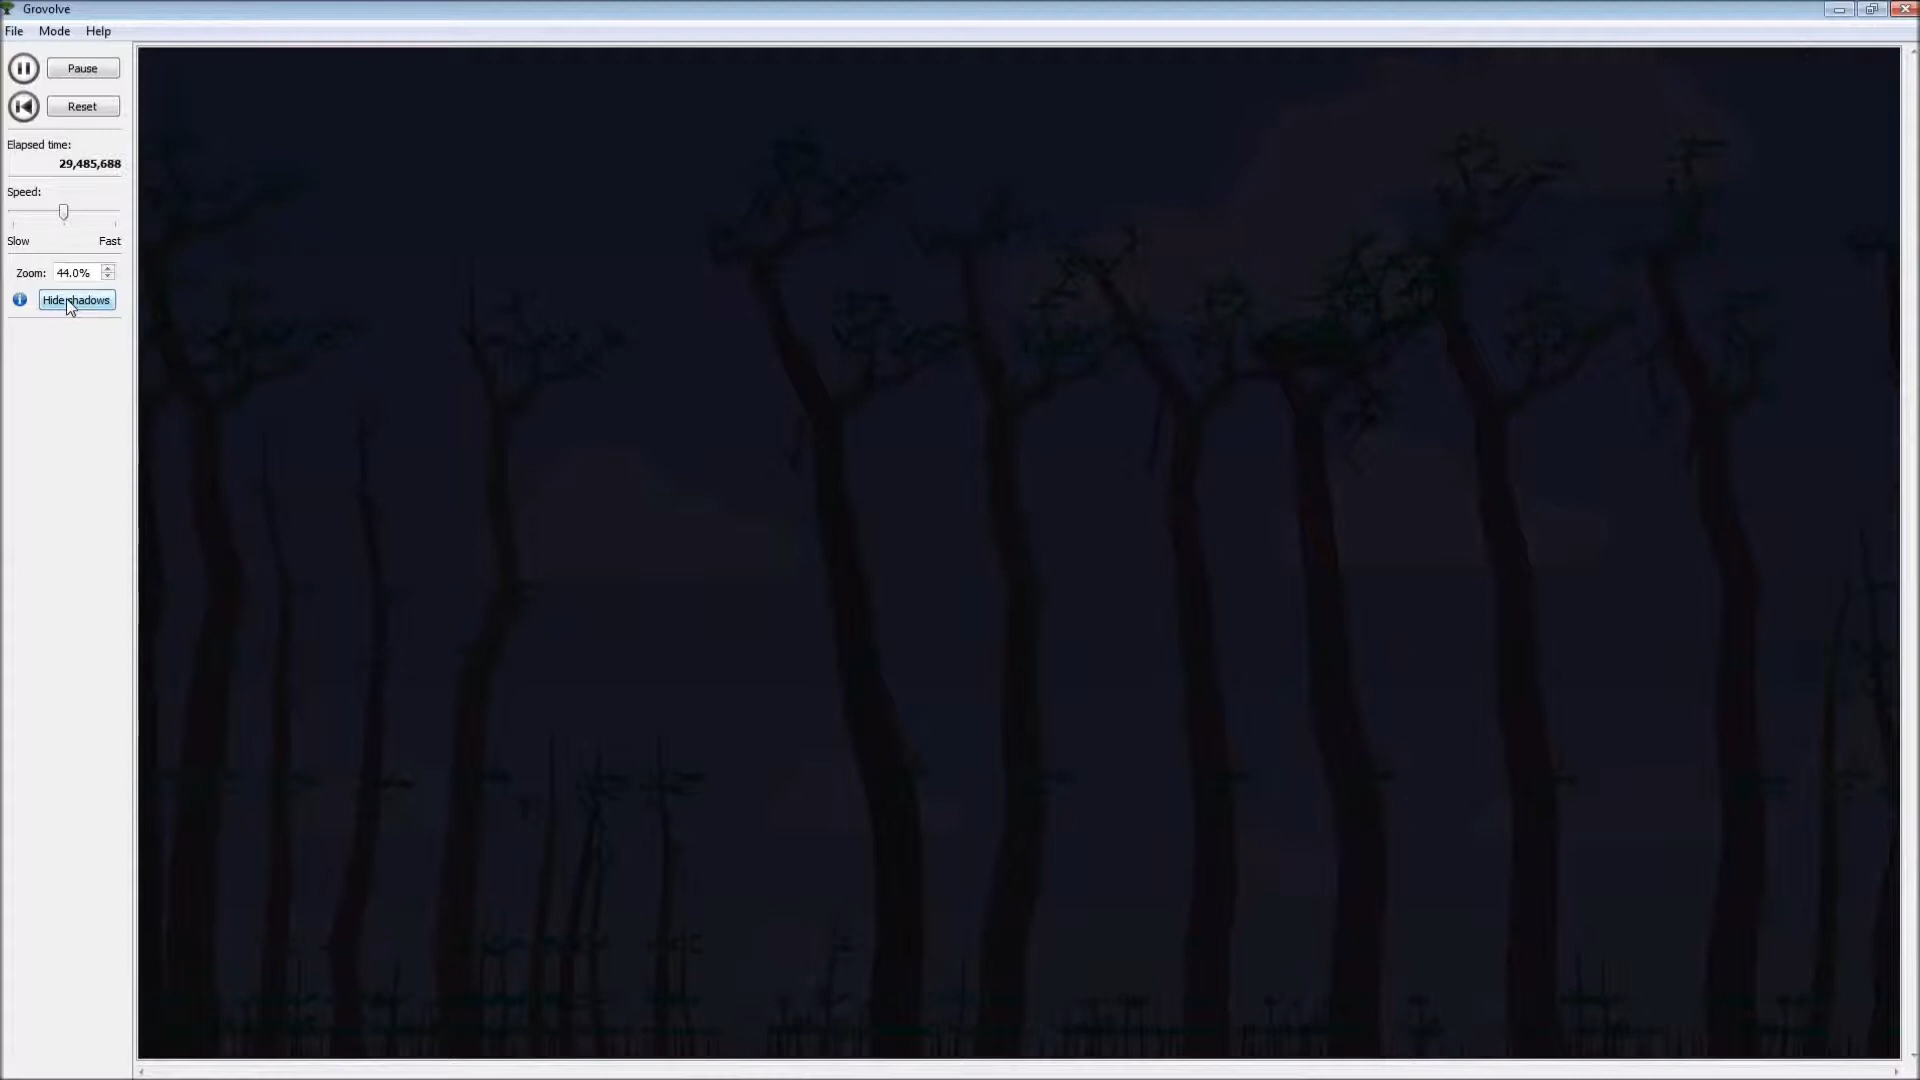 Grovolve
File Mode Help
Pause
Reset
Elapsed time:
29,485,688
Speed:
Slow Fast
Zoom: 44.0%
Hide shadows